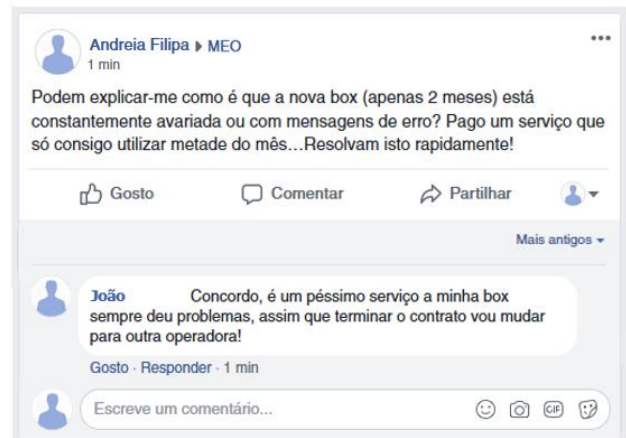 Andreia Filipa ▸ MEO
1 min
Podem explicar-me como é que a nova box (apenas 2 meses) está
constantemente avariada ou com mensagens de erro? Pago um serviço que
só consigo utilizar metade do mês…Resolvam isto rapidamente!
Gosto Comentar Partilhar
Mais antigos
João Concordo, é um péssimo serviço a minha box
sempre deu problemas, assim que terminar o contrato vou mudar
para outra operadora!
Gosto · Responder · 1 min
Escreve um comentário... GIF